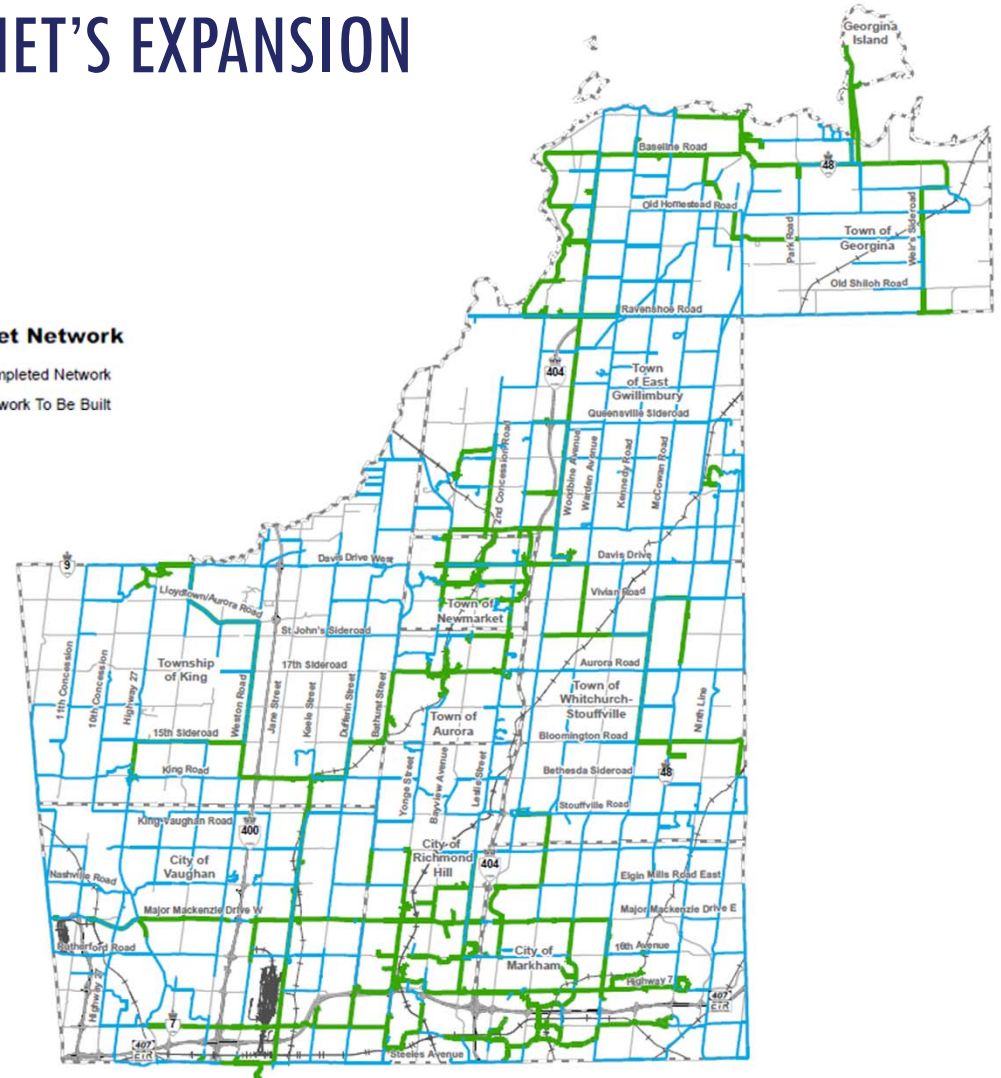 NET'S EXPANSION
et Network
mpleted Network
work To Be Built
Georgina
Island
Baseline Road
48
Old Homestead Road
Park Road
Town of
Georgina
Weir's Sideroad
Old Shiloh Road
Ravenshoe Road
404
Town
of East
Gwillimbury
Queensville Sideroad
2nd Concession Road
Woodbine Avenue
Warden Avenue
Kennedy Road
McCowan Road
9
Davis Drive West
Davis Drive
Lloydtown/Aurora Road
Vivian Road
Town of
Newmarket
St John's Sideroad
11th Concession
10th Concession
Highway 27
Township
of King
17th Sideroad
Aurora Road
Weston Road
Jane Street
Keele Street
Dufferin Street
Bathurst Street
Town of
Whitchurch-
Stouffville
Ninth Line
Town of
Aurora
15th Sideroad
Bloomington Road
King Road
Yonge Street
Bayview Avenue
Leslie Street
Bethesda Sideroad
48
Stouffville Road
King-Vaughan Road
400
City of
Vaughan
City of
Richmond
Hill
404
Nashville Road
Elgin Mills Road East
Major Mackenzie Drive W
Major Mackenzie Drive E
Rutherford Road
City of
Markham
16th Avenue
Highway 27
Highway 7
407
ETR
7
407
ETR
Steeles Avenue